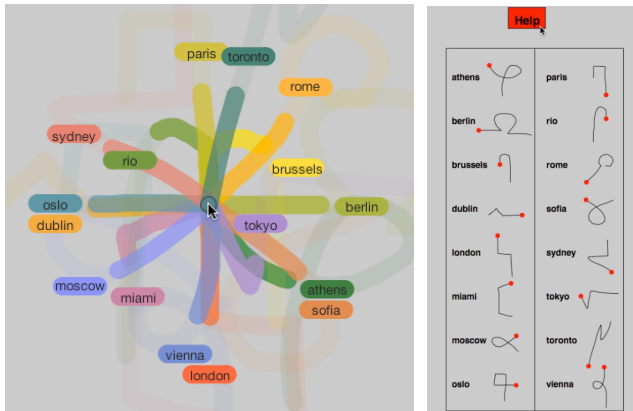 paris
toronto
rome
sydney
rio
brussels
oslo
dublin
berlin
tokyo
moscow
miami
athens
sofia
vienna
london
Help
athens
paris
berlin
rio
brussels
rome
dublin
sofia
london
sydney
miami
tokyo
moscow
toronto
oslo
vienna